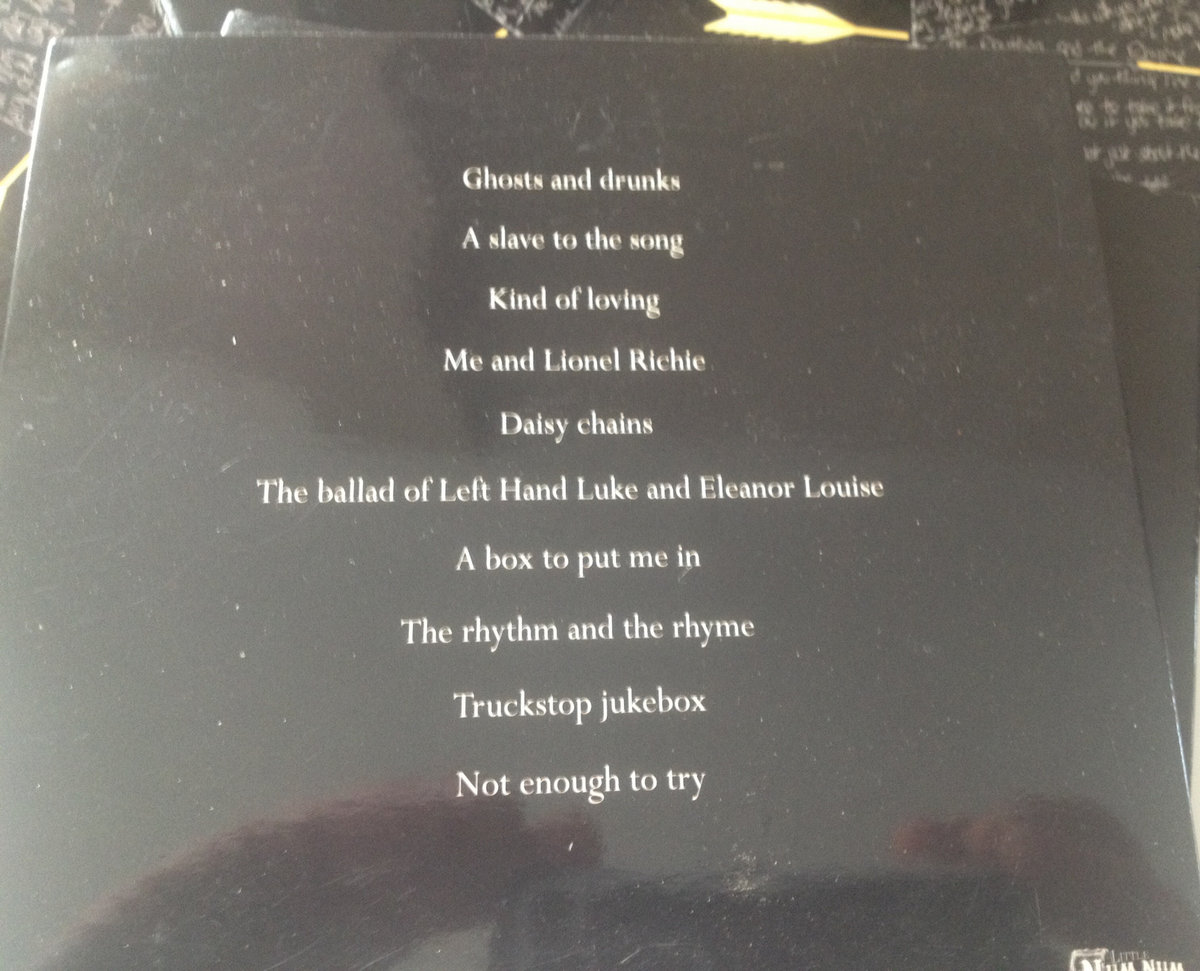 Ghosts and drunks
A slave to the song
Kind of loving
Me and Lionel Richie
Daisy chains
The ballad of Left Hand Luke and Eleanor Louise
A box to put me in
The rhythm and the rhyme
Truckstop jukebox
Not enough to try
LITTLE